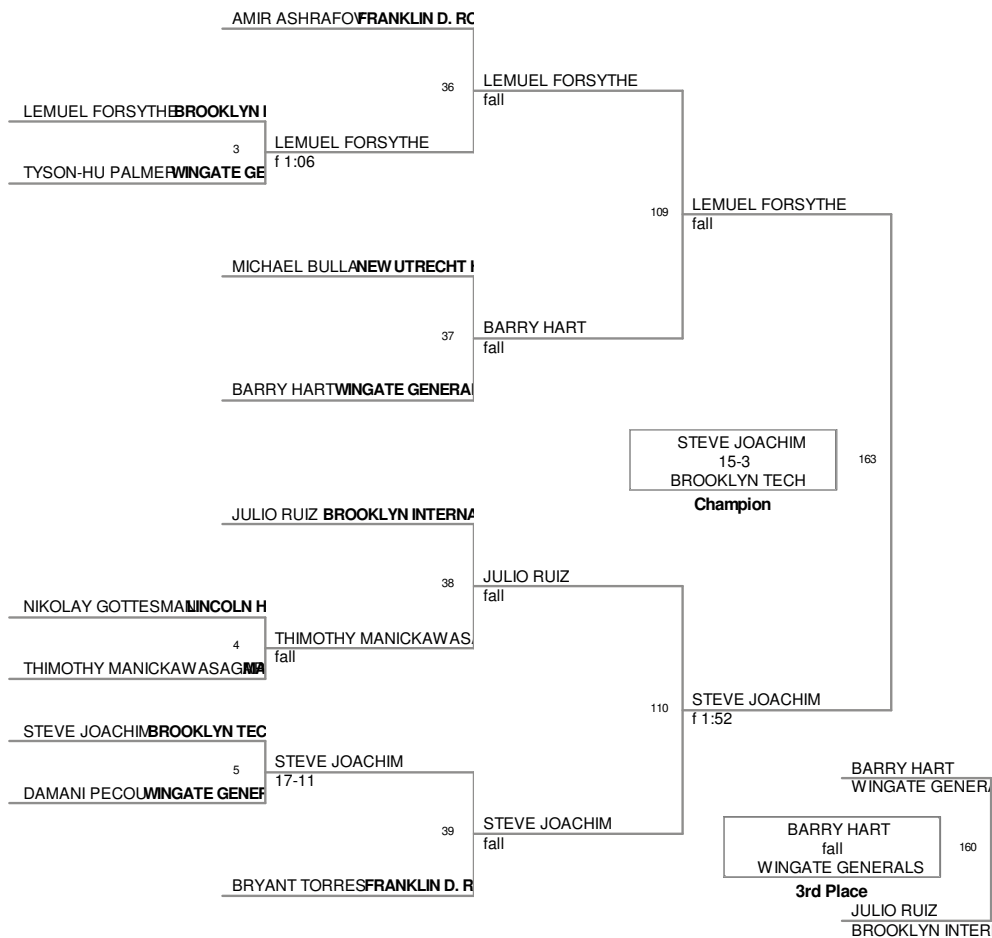 AMIR ASHRAFOV FRANKLIN D. RO
36
LEMUEL FORSYTHE
fall
LEMUEL FORSYTHE BROOKLYN I
3
LEMUEL FORSYTHE
f 1:06
TYSON-HU PALMER WINGATE GE
109
LEMUEL FORSYTHE
fall
MICHAEL BULLA NEW UTRECHT H
37
BARRY HART
fall
BARRY HART WINGATE GENERAL
STEVE JOACHIM
15-3
BROOKLYN TECH
163
Champion
JULIO RUIZ BROOKLYN INTERNA
38
JULIO RUIZ
fall
NIKOLAY GOTTESMAN LINCOLN H
4
THIMOTHY MANICKAWASA
fall
THIMOTHY MANICKAWASAG
110
STEVE JOACHIM
f 1:52
STEVE JOACHIM BROOKLYN TEC
5
STEVE JOACHIM
17-11
DAMANI PECOU WINGATE GENER
39
STEVE JOACHIM
fall
BRYANT TORRES FRANKLIN D. R
BARRY HART
WINGATE GENERA
BARRY HART
fall
WINGATE GENERALS
160
3rd Place
JULIO RUIZ
BROOKLYN INTER